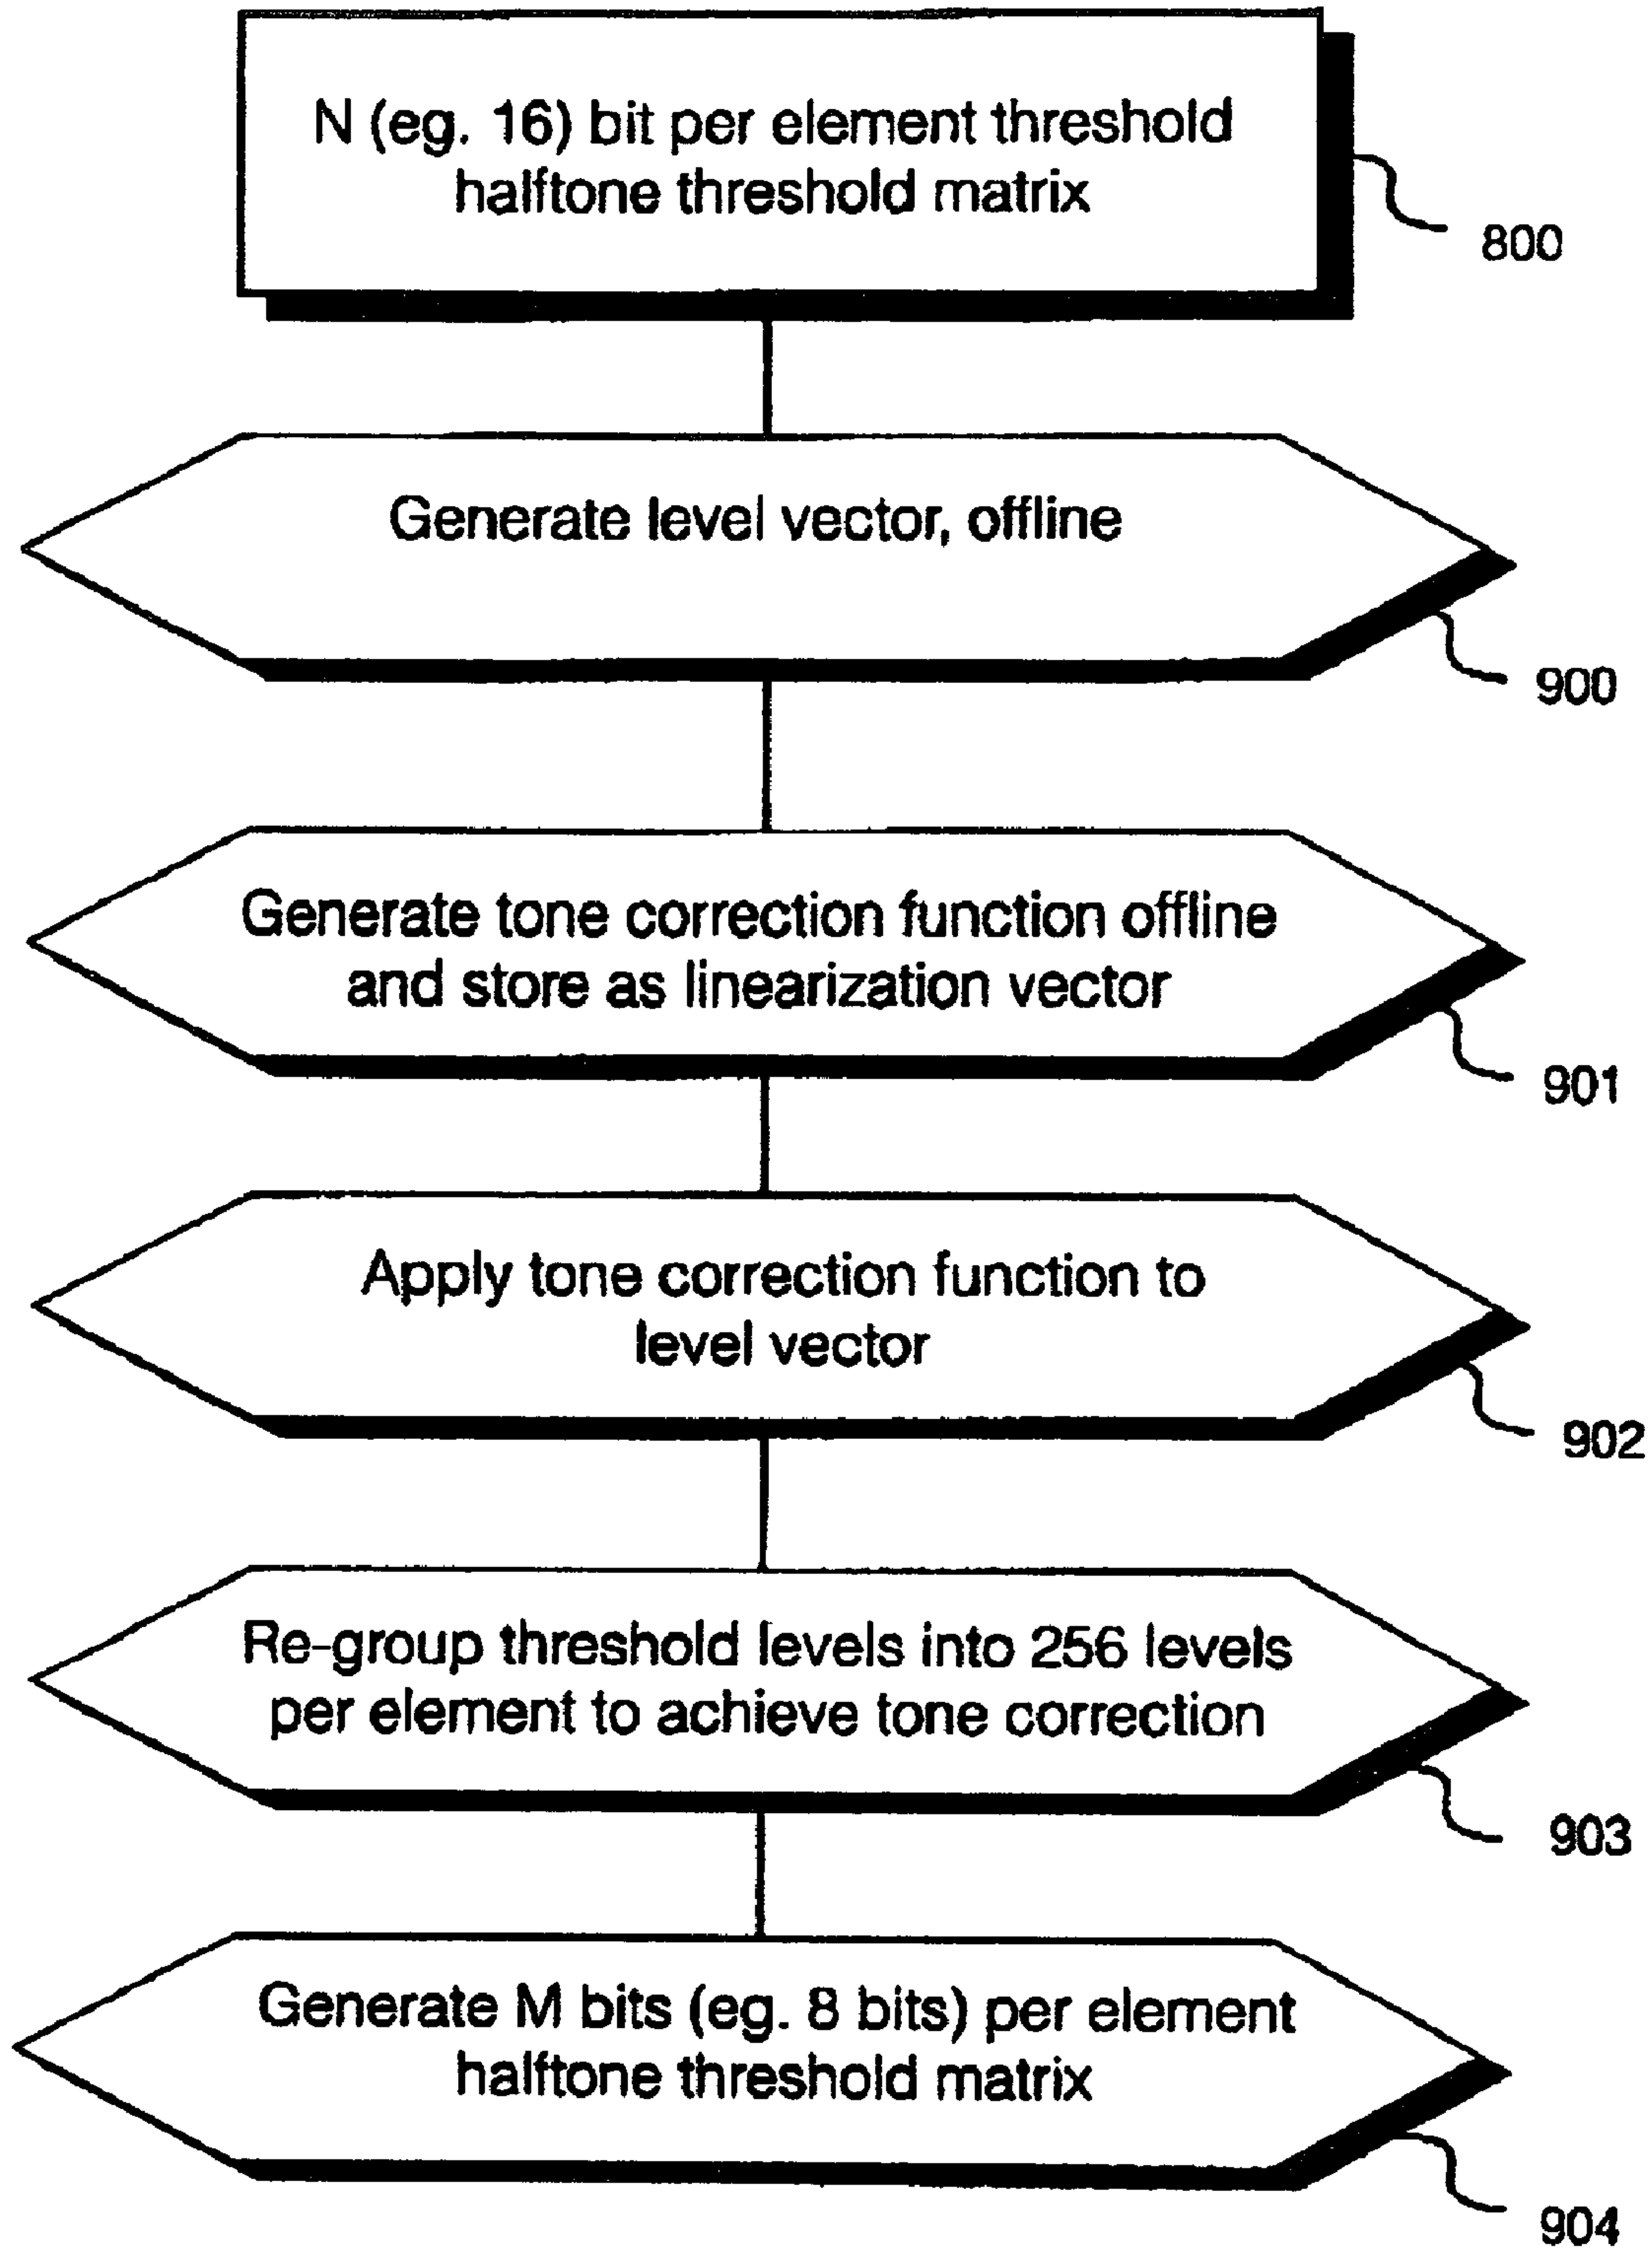 N (eg. 16) bit per element threshold
halftone threshold matrix
800
Generate level vector, offline
900
Generate tone correction function offline
and store as linearization vector
901
Apply tone correction function to
level vector
902
Re-group threshold levels into 256 levels
per element to achieve tone correction
903
Generate M bits (eg. 8 bits) per element
halftone threshold matrix
904